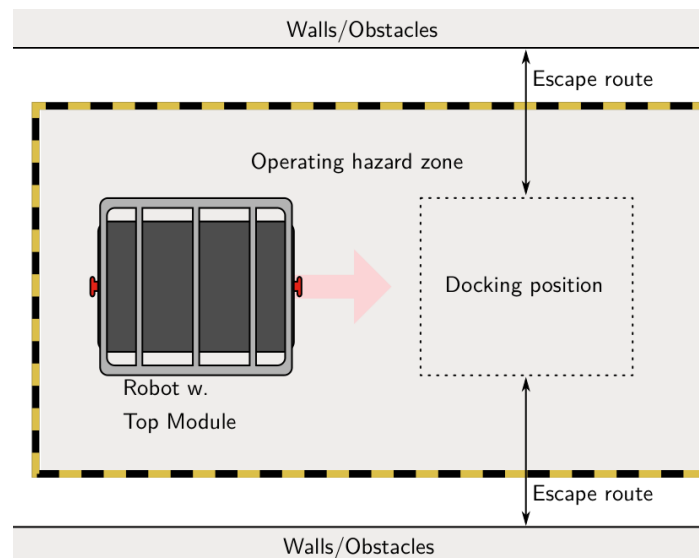 Walls/Obstacles
Escape route
Operating hazard zone
Docking position
Robot w.
Top Module
Escape route
Walls/Obstacles